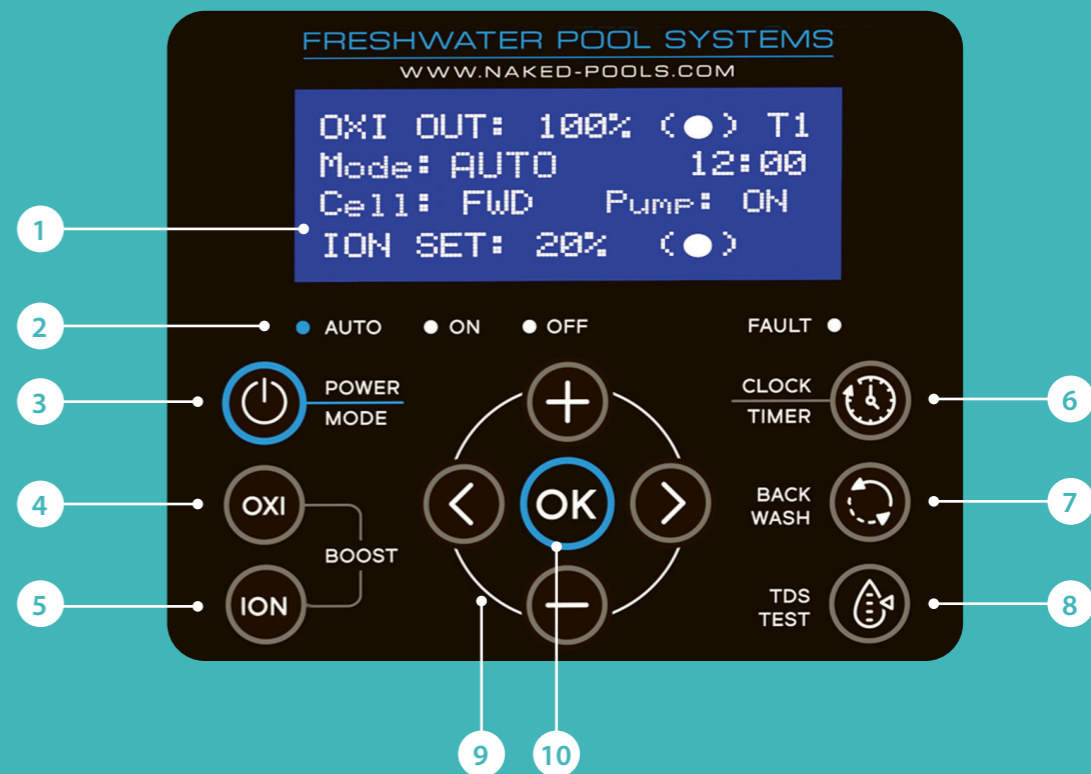 FRESHWATER POOL SYSTEMS
WWW.NAKED-POOLS.COM
OXI OUT: 100% (●) T1
Mode: AUTO 12:00
Cell: FWD Pump: ON
1
ION SET: 20% (●)
2
AUTO ON OFF FAULT
3
POWER
MODE
CLOCK
TIMER
6
4
OXI
OK
BACK
WASH
7
BOOST
5
ION
TDS
TEST
8
9
10